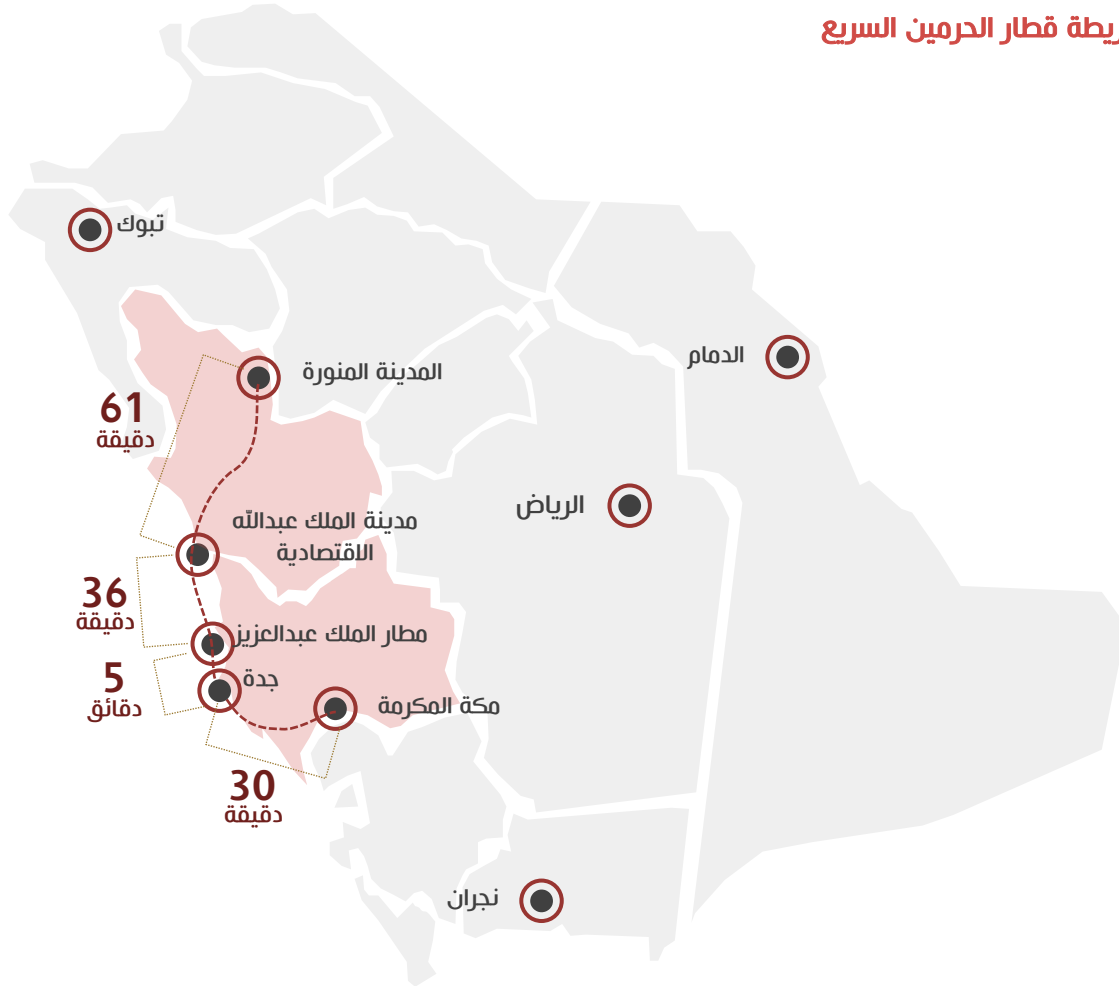 ريطة قطار الحرمين السريع
تبوك
الدمام
المدينة المنورة
61
دقيقة
الرياض
مدينة الملك عبدالله
الاقتصادية
36
دقيقة
مطار الملك عبدالعزيز
جدة
5
دقائق
مكة المكرمة
30
دقيقة
نجران